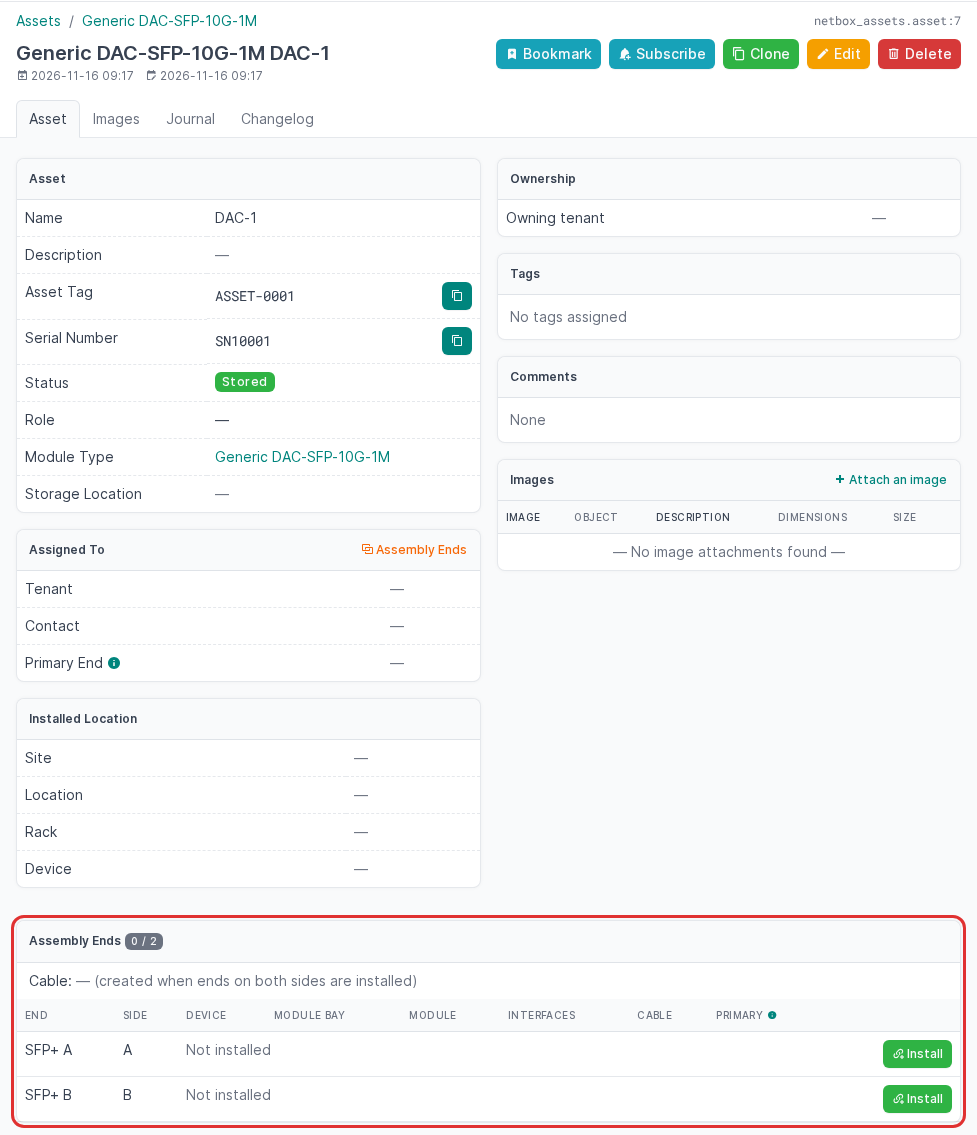 Assets / Generic DAC-SFP-10G-1M
netbox_assets.asset:7
Generic DAC-SFP-10G-1M DAC-1
2026-11-16 09:17 2026-11-16 09:17
Bookmark Subscribe Clone Edit Delete
Asset Images Journal Changelog
Asset
Name DAC-1
Description —
Asset Tag ASSET-0001
Serial Number SN10001
Status Stored
Role —
Module Type Generic DAC-SFP-10G-1M
Storage Location —
Assigned To Assembly Ends
Tenant —
Contact —
Primary End —
Installed Location
Site —
Location —
Rack —
Device —
Ownership
Owning tenant —
Tags
No tags assigned
Comments
None
Images + Attach an image
IMAGE OBJECT DESCRIPTION DIMENSIONS SIZE
— No image attachments found —
Assembly Ends 0 / 2
Cable: — (created when ends on both sides are installed)
END SIDE DEVICE MODULE BAY MODULE INTERFACES CABLE PRIMARY
SFP+ A A Not installed Install
SFP+ B B Not installed Install